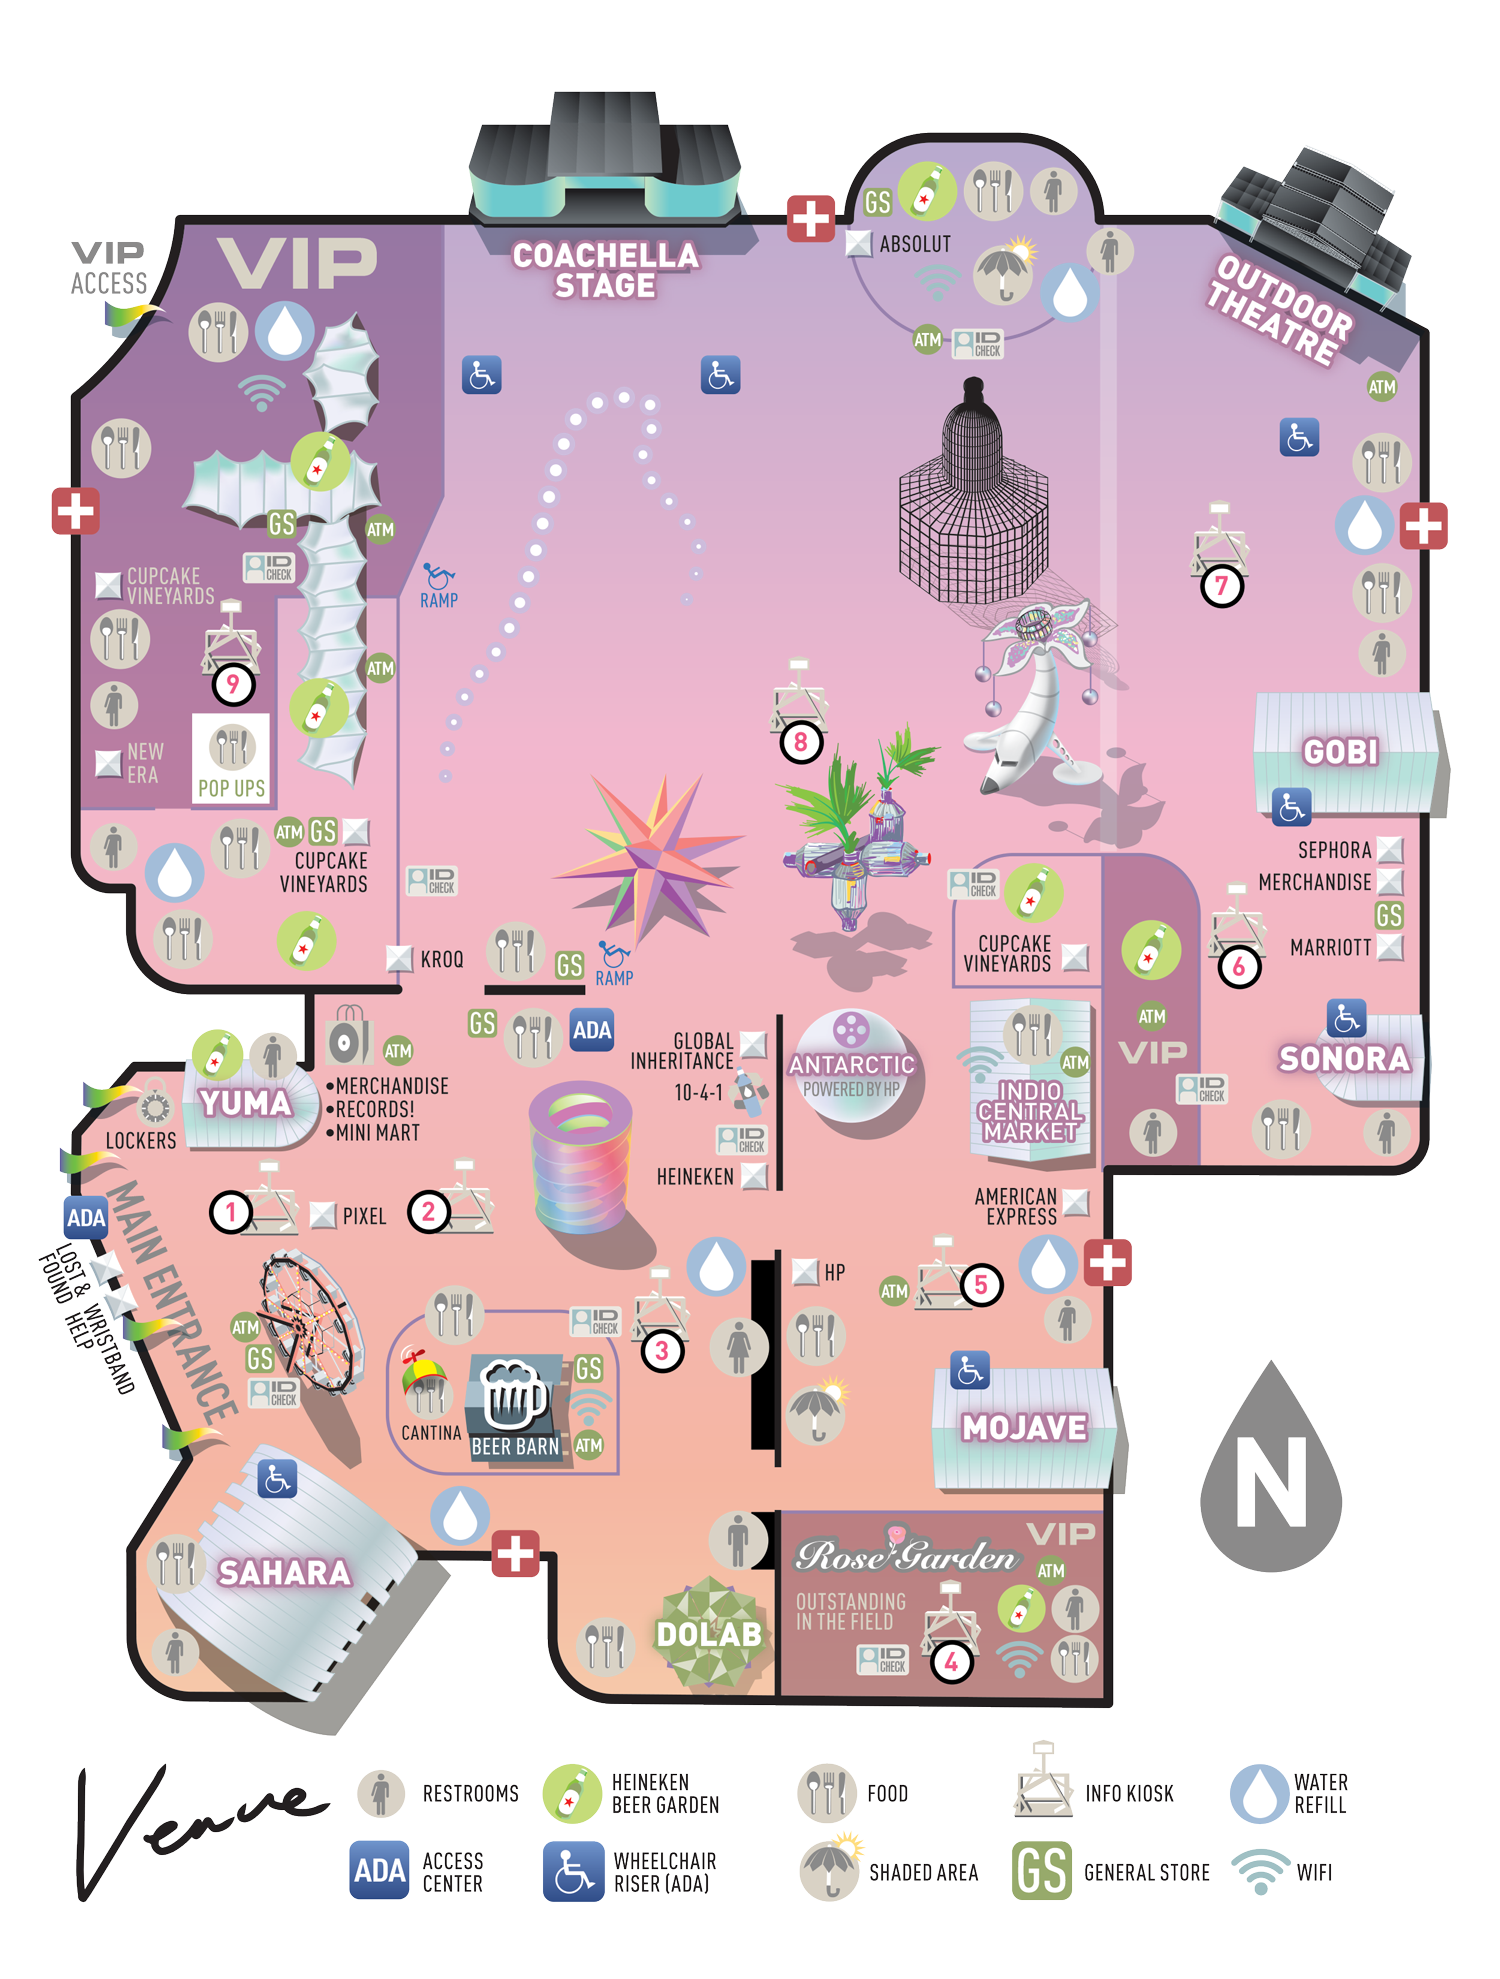 COACHELLA
STAGE
GS
ABSOLUT
ATM
ID
CHECK
OUTDOOR
THEATRE
ATM
VIP
ACCESS
VIP
GS
ATM
ID
CHECK
CUPCAKE
VINEYARDS
RAMP
7
9
ATM
8
NEW
ERA
POP UPS
GOBI
ATM
GS
CUPCAKE
VINEYARDS
ID
CHECK
ID
CHECK
SEPHORA
MERCHANDISE
GS
MARRIOTT
6
CUPCAKE
VINEYARDS
KROQ
GS
RAMP
GS
ADA
ATM
GLOBAL
INHERITANCE
10-4-1
ID
CHECK
HEINEKEN
ANTARCTIC
POWERED BY HP
ATM
INDIO
CENTRAL
MARKET
ATM
VIP
ID
CHECK
SONORA
YUMA
•MERCHANDISE
•RECORDS!
•MINI MART
LOCKERS
1
PIXEL
2
AMERICAN
EXPRESS
ADA
MAIN ENTRANCE
LOST &
FOUND
WRISTBAND
HELP
HP
ATM
5
ATM
GS
ID
CHECK
ID
CHECK
3
GS
CANTINA
BEER BARN
ATM
MOJAVE
N
SAHARA
Rose Garden
VIP
ATM
OUTSTANDING
IN THE FIELD
ID
CHECK
4
DOLAB
Venue
RESTROOMS
HEINEKEN
BEER GARDEN
FOOD
INFO KIOSK
WATER
REFILL
ADA
ACCESS
CENTER
WHEELCHAIR
RISER (ADA)
SHADED AREA
GS
GENERAL STORE
WIFI